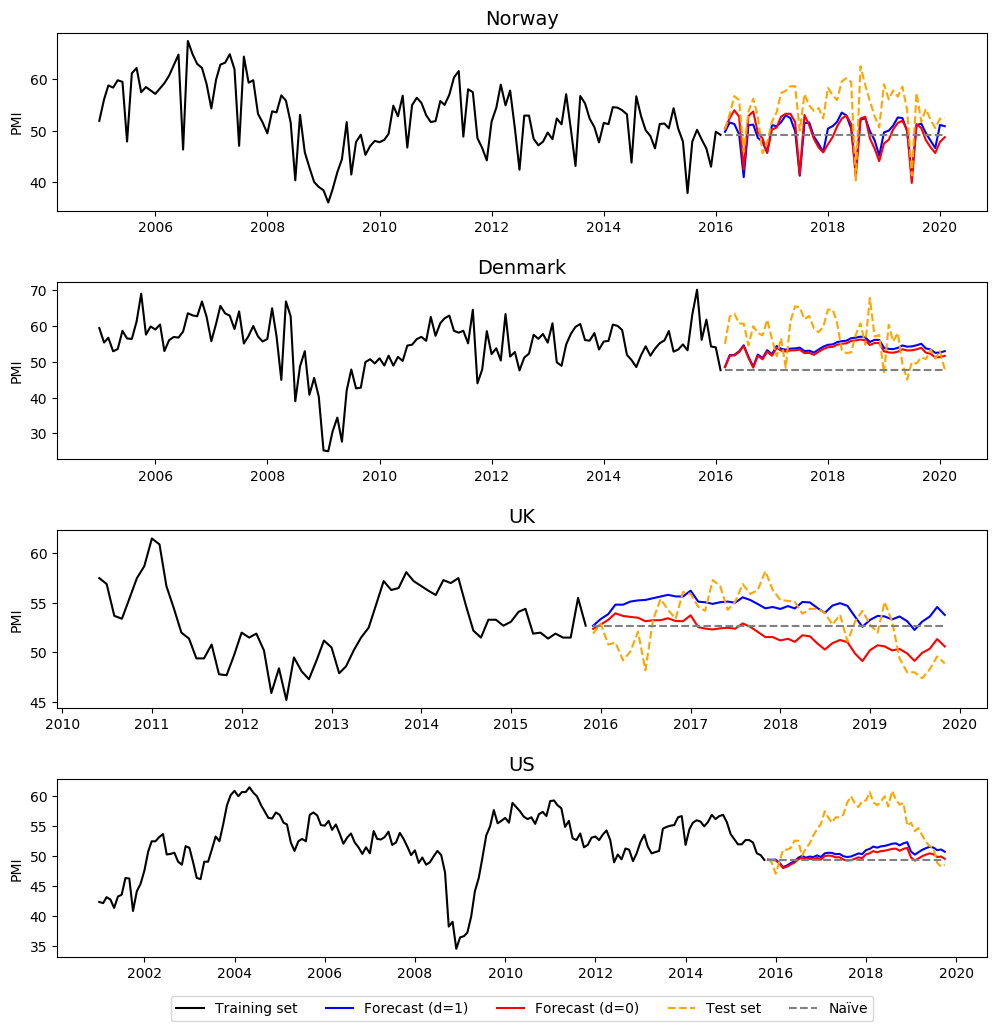 Norway
PMI
60
50
40
2006 2008 2010 2012 2014 2016 2018 2020
Denmark
PMI
70
60
50
40
30
2006 2008 2010 2012 2014 2016 2018 2020
UK
PMI
60
55
50
45
2010 2011 2012 2013 2014 2015 2016 2017 2018 2019 2020
US
PMI
60
55
50
45
40
35
2002 2004 2006 2008 2010 2012 2014 2016 2018 2020
Training set Forecast (d=1) Forecast (d=0) Test set Naïve